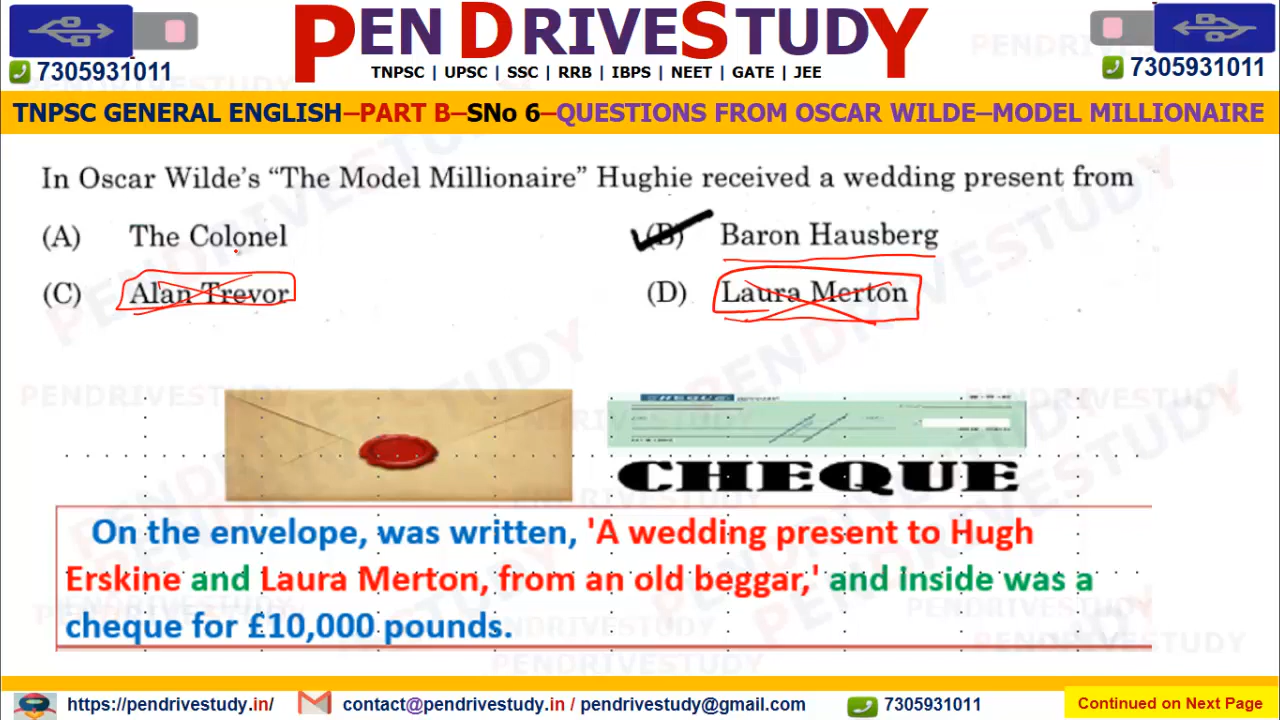 PENDRIVESTUDY
7305931011
TNPSC | UPSC | SSC | RRB | IBPS | NEET | GATE | JEE
7305931011
TNPSC GENERAL ENGLISH–PART B–SNo 6–QUESTIONS FROM OSCAR WILDE–MODEL MILLIONAIRE
In Oscar Wilde's “The Model Millionaire” Hughie received a wedding present from
(A) The Colonel
(B) Baron Hausberg
(C) Alan Trevor
(D) Laura Merton
CHEQUE
On the envelope, was written, 'A wedding present to Hugh
Erskine and Laura Merton, from an old beggar,' and inside was a
cheque for £10,000 pounds.
https://pendrivestudy.in/
contact@pendrivestudy.in / pendrivestudy@gmail.com
7305931011
Continued on Next Page